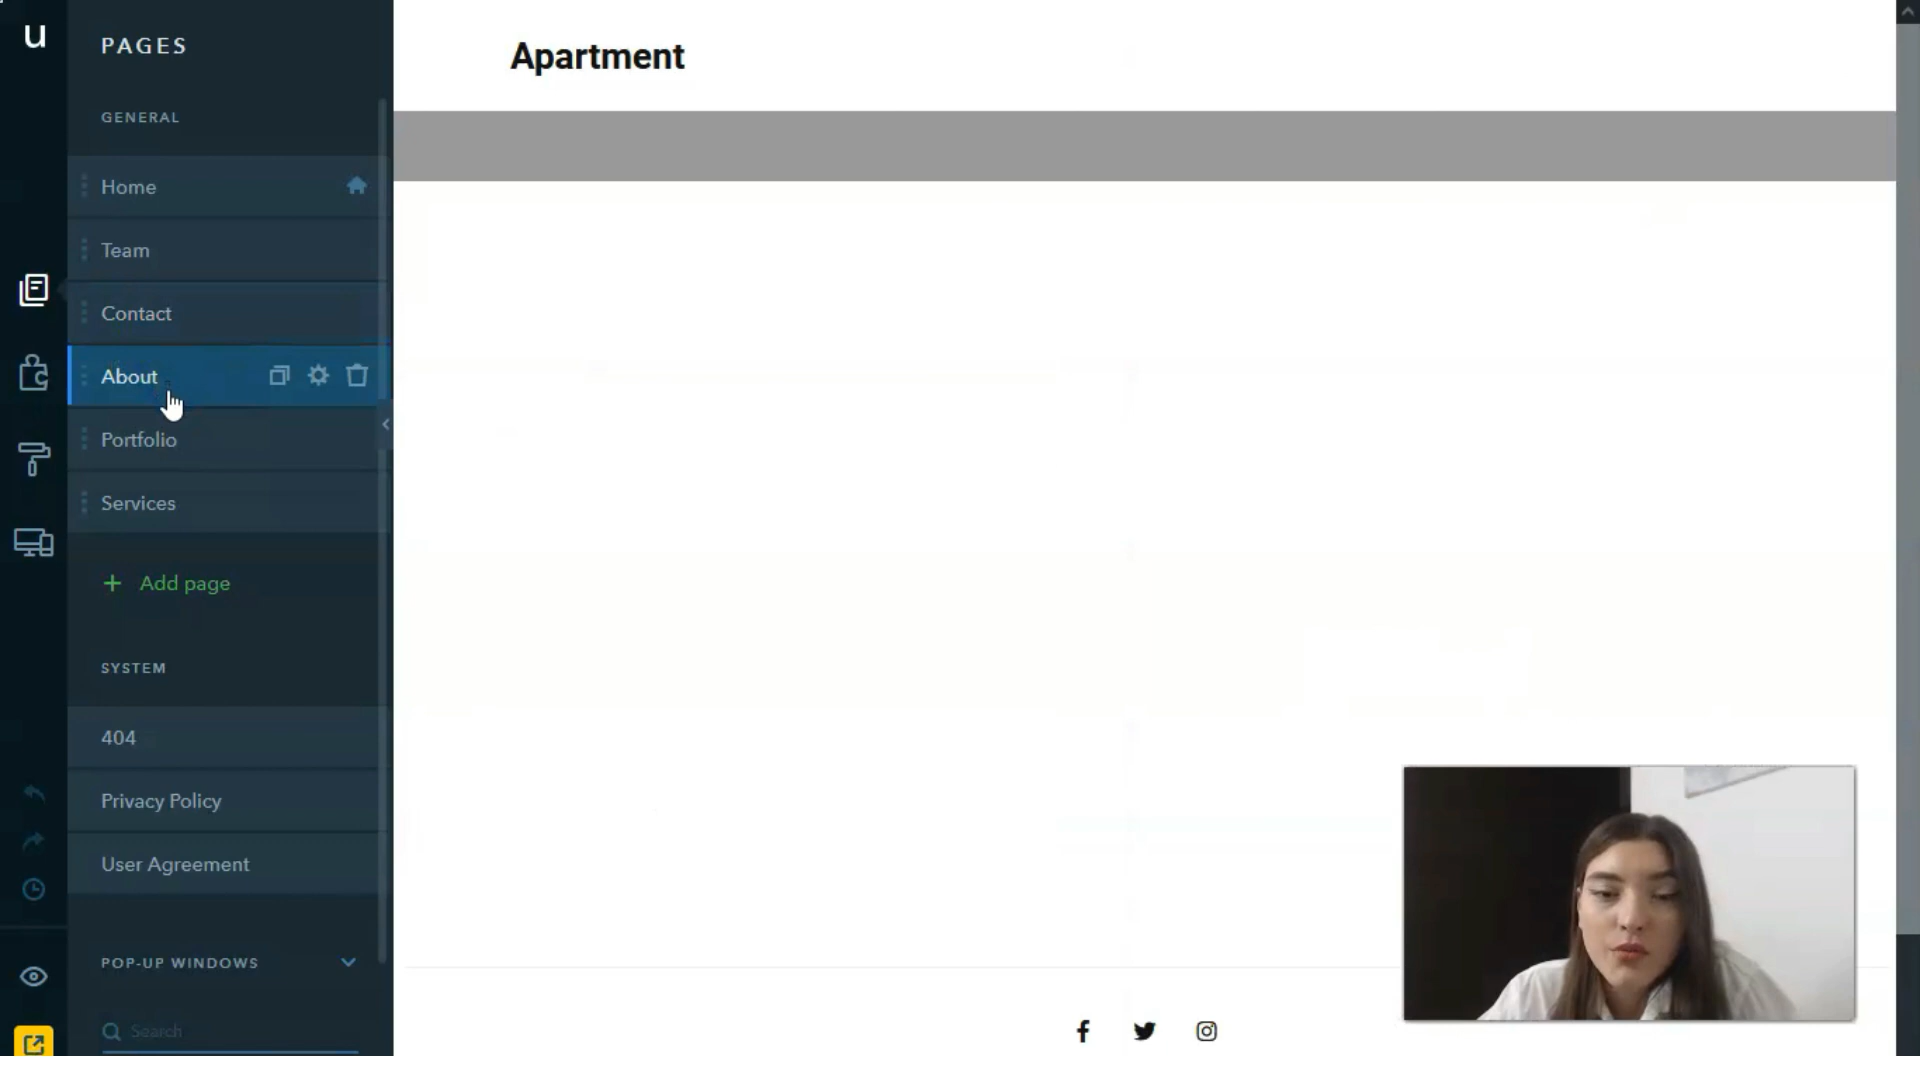 u
PAGES
GENERAL
Home
Team
Contact
About
Portfolio
Services
+ Add page
SYSTEM
404
Privacy Policy
User Agreement
POP-UP WINDOWS
Search
Apartment